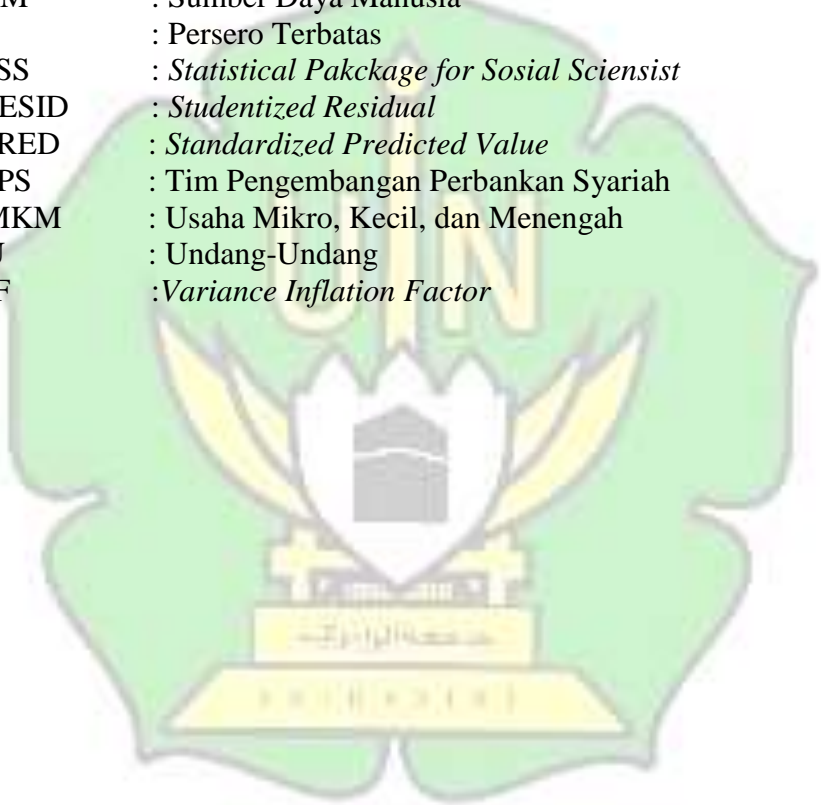 M : Sumber Daya Manusia
: Persero Terbatas
SS : Statistical Pakckage for Sosial Sciensist
ESID : Studentized Residual
RED : Standardized Predicted Value
PS : Tim Pengembangan Perbankan Syariah
MKM : Usaha Mikro, Kecil, dan Menengah
: Undang-Undang
F :Variance Inflation Factor
UIN